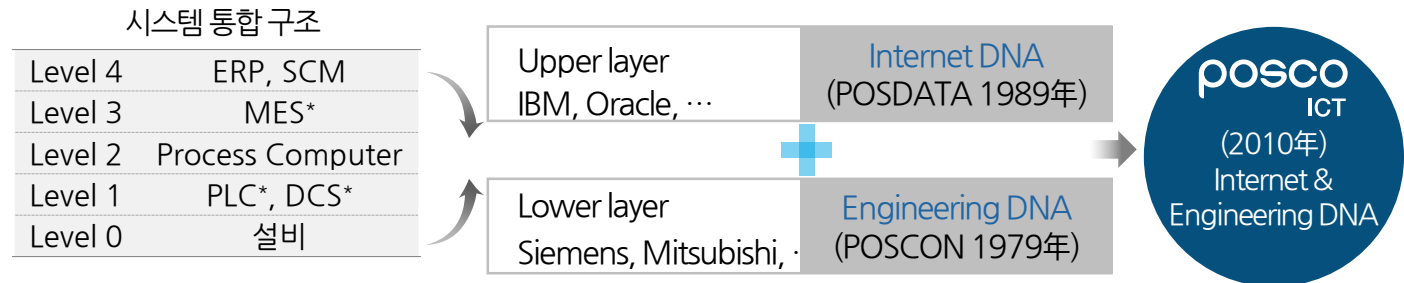 시스템 통합 구조
Level 4 ERP, SCM
Level 3 MES*
Level 2 Process Computer
Level 1 PLC*, DCS*
Level 0 설비
Upper layer
IBM, Oracle, ⋯
Internet DNA
(POSDATA 1989年)
Lower layer
Siemens, Mitsubishi, ·
Engineering DNA
(POSCON 1979年)
posco
ICT
(2010年)
Internet &
Engineering DNA